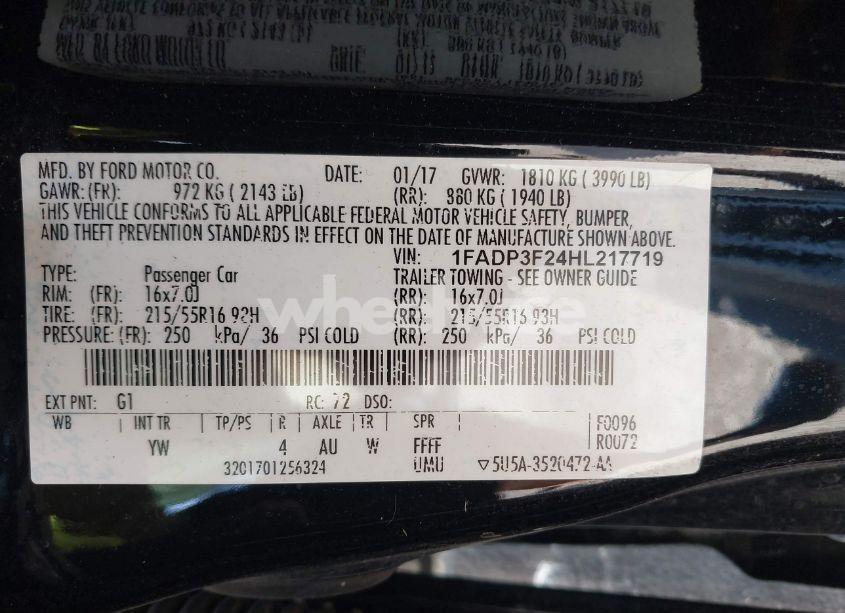 MFD. BY FORD MOTOR CO. DATE: 01/17 GVWR: 1810 KG ( 3990 LB)
GAWR: (FR): 972 KG ( 2143 LB) (RR): 880 KG ( 1940 LB)
THIS VEHICLE CONFORMS TO ALL APPLICABLE FEDERAL MOTOR VEHICLE SAFETY, BUMPER,
AND THEFT PREVENTION STANDARDS IN EFFECT ON THE DATE OF MANUFACTURE SHOWN ABOVE.
VIN: 1FADP3F24HL217719
TYPE: Passenger Car TRAILER TOWING - SEE OWNER GUIDE
RIM: (FR): 16x7.0J (RR): 16x7.0J
TIRE: (FR): 215/55R16 93H (RR): 215/55R16 93H
PRESSURE: (FR): 250 kPa/ 36 PSI COLD (RR): 250 kPa/ 36 PSI COLD
EXT PNT: G1 RC: 72 DSO:
WB INT TR TP/PS R AXLE TR SPR F0096
YW 4 AU W FFFF R0072
3201701256324 UMU ▽5U5A-3520472-AA